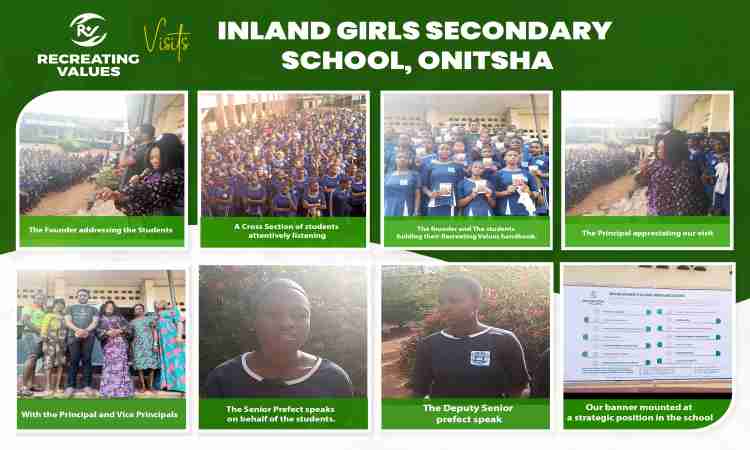 RECREATING
VALUES
Visits
INLAND GIRLS SECONDARY
SCHOOL, ONITSHA
The Founder addressing the Students
A Cross Section of students
attentively listening
The founder and The students
holding their Recreating Values handbook.
The Principal appreciating our visit
With the Principal and Vice Principals
The Senior Prefect speaks
on behalf of the students.
The Deputy Senior
prefect speak
Our banner mounted at
a strategic position in the school